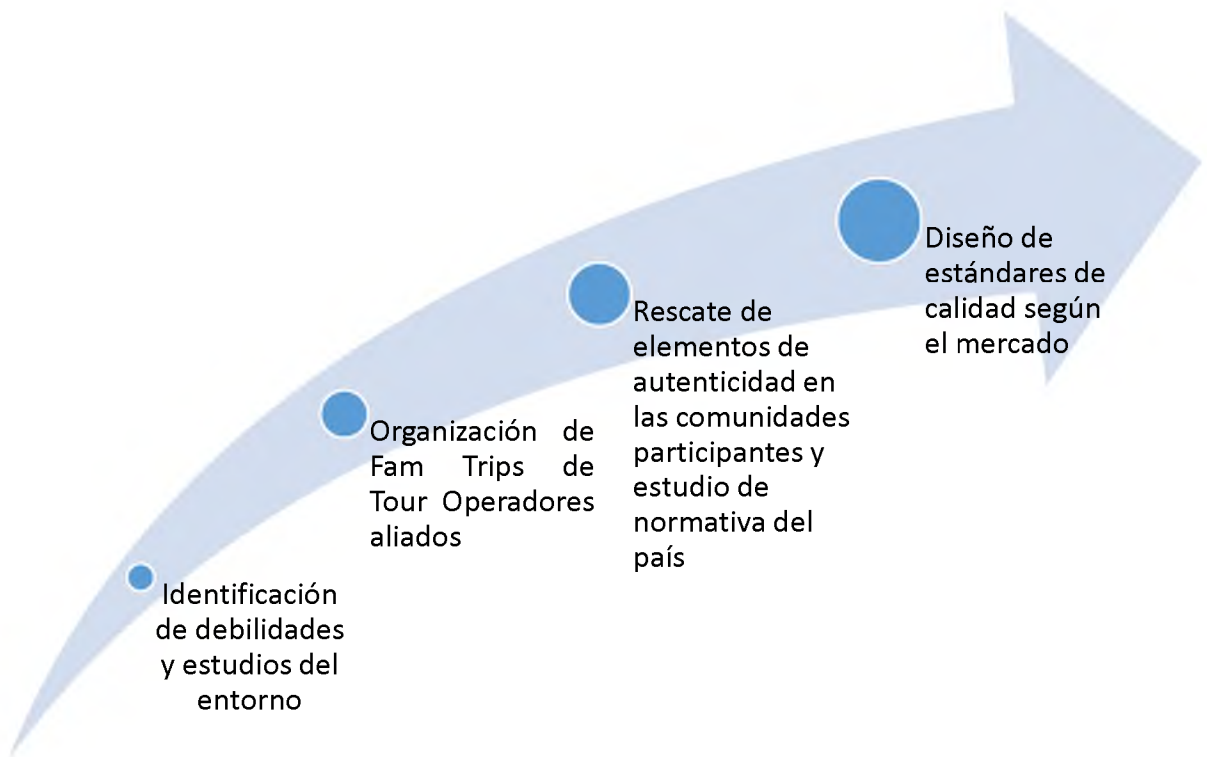 Identificación
de debilidades
y estudios del
entorno
Organización de
Fam Trips de
Tour Operadores
aliados
Rescate de
elementos de
autenticidad en
las comunidades
participantes y
estudio de
normativa del
país
Diseño de
estándares de
calidad según
el mercado